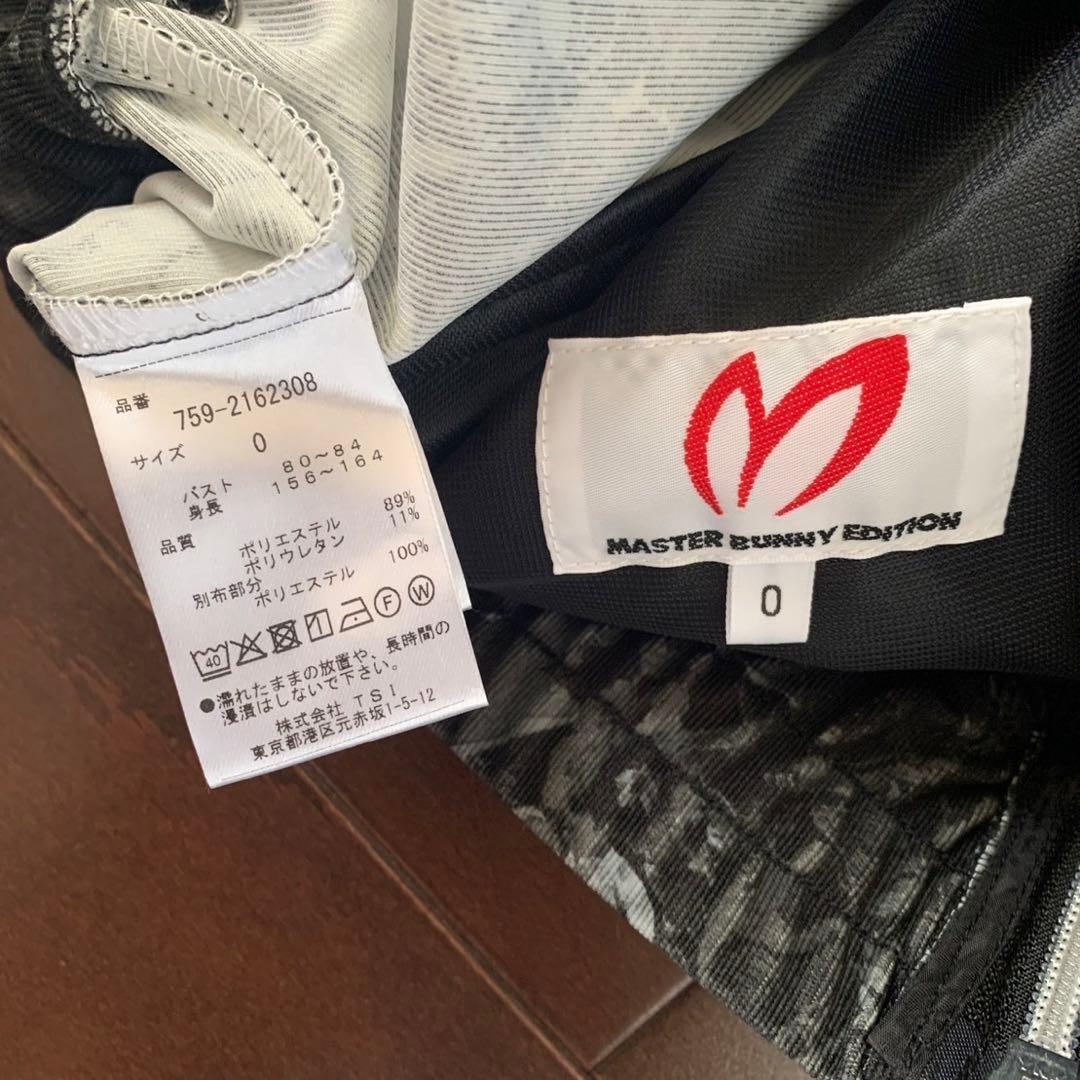 品番 759-2162308
サイズ 0
バスト 80~84
身長 156~164
品質 ポリエステル 89%
ポリウレタン 11%
別布部分
ポリエステル 100%
40 F W
●濡れたままの放置や、長時間の
浸漬はしないで下さい。
株式会社 TSI
東京都港区元赤坂1-5-12
MASTER BUNNY EDITION
0